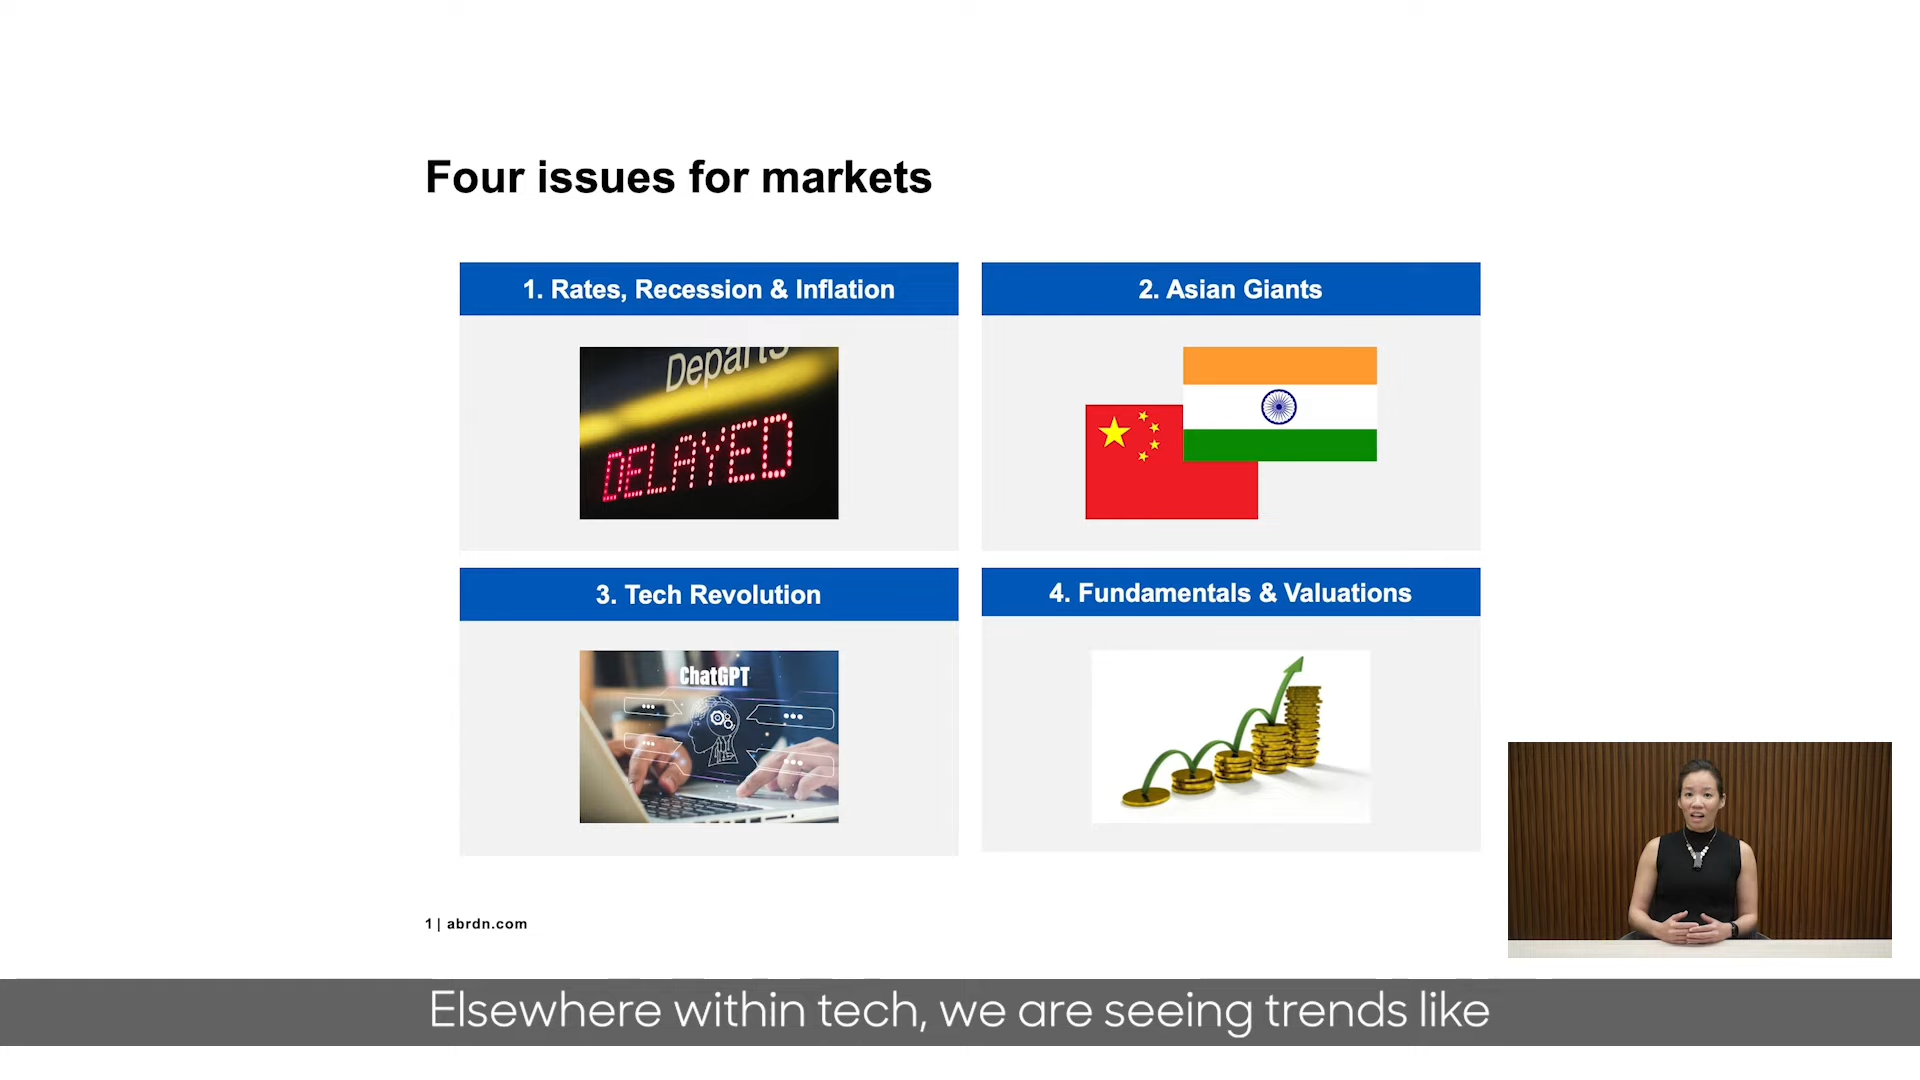 Four issues for markets
1. Rates, Recession & Inflation
2. Asian Giants
Departs
DELAYED
3. Tech Revolution
4. Fundamentals & Valuations
ChatGPT
1 | abrdn.com
Elsewhere within tech, we are seeing trends like